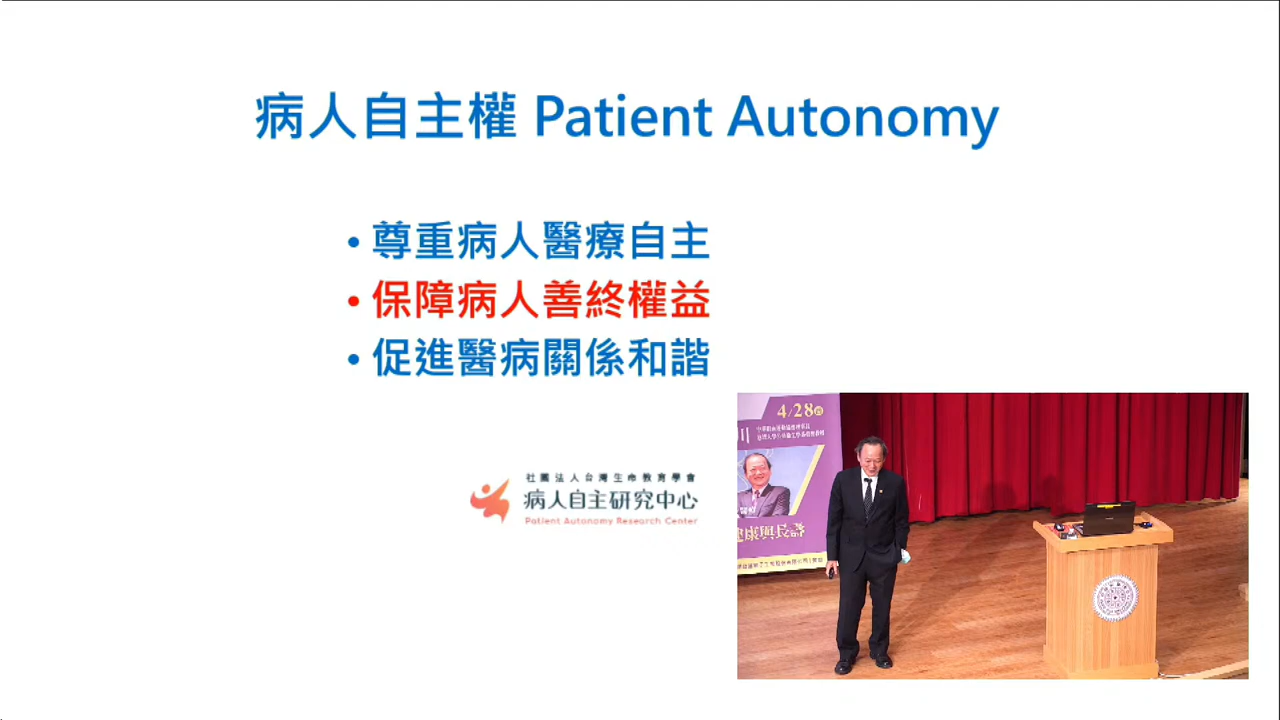 病人自主權 Patient Autonomy
• 尊重病人醫療自主
• 保障病人善終權益
• 促進醫病關係和諧
社團法人台灣生命教育學會
病人自主研究中心
Patient Autonomy Research Center
4/28